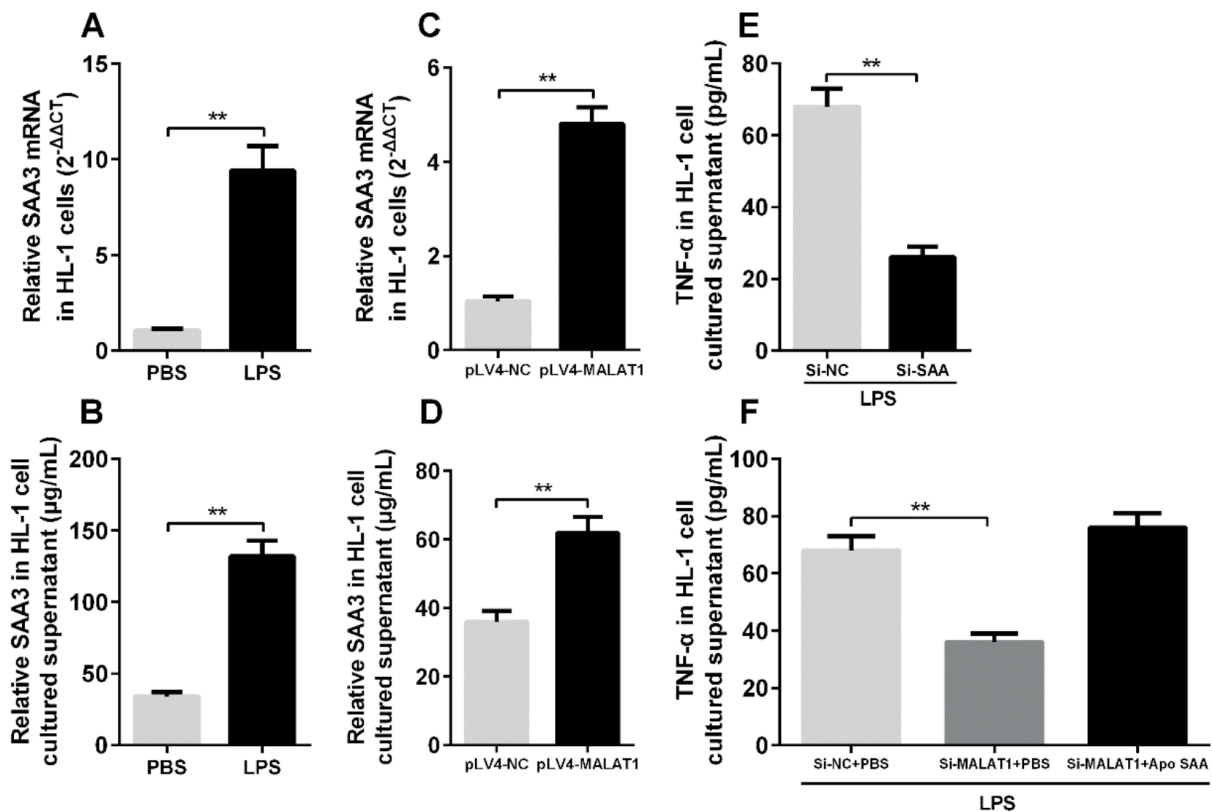 A
Relative SAA3 mRNA
in HL-1 cells (2-ΔΔCT)
15
10
5
0
**
PBS
LPS
C
Relative SAA3 mRNA
in HL-1 cells (2-ΔΔCT)
6
4
2
0
**
pLV4-NC
pLV4-MALAT1
E
TNF-α in HL-1 cell
cultured supernatant (pg/mL)
80
60
40
20
0
**
Si-NC
Si-SAA
LPS
B
Relative SAA3 in HL-1 cell
cultured supernatant (μg/mL)
200
150
100
50
0
**
PBS
LPS
D
Relative SAA3 in HL-1 cell
cultured supernatant (μg/mL)
80
60
40
20
0
**
pLV4-NC
pLV4-MALAT1
F
TNF-α in HL-1 cell
cultured supernatant (pg/mL)
100
80
60
40
20
0
**
Si-NC+PBS
Si-MALAT1+PBS
Si-MALAT1+Apo SAA
LPS